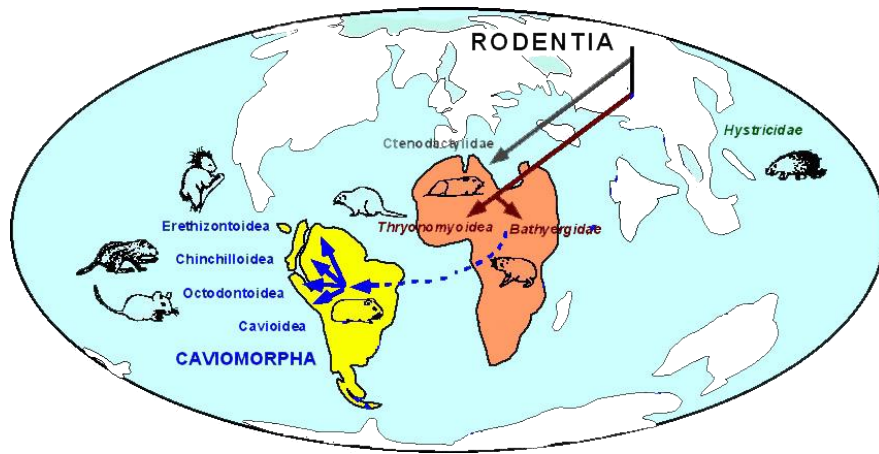 RODENTIA
Hystricidae
Ctenodactylidae
Thryonomyoidea
Bathyergidae
Erethizontoidea
Chinchilloidea
Octodontoidea
Cavioidea
CAVIOMORPHA